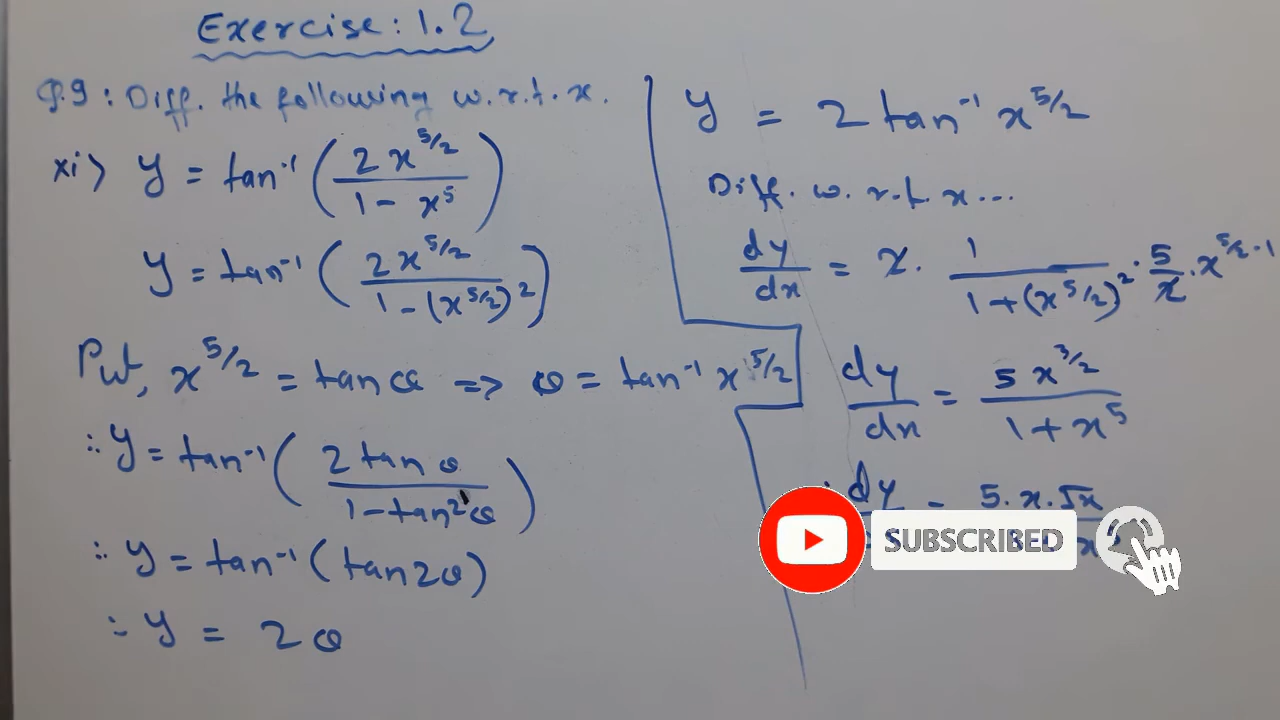 Exercise: 1.2
Q.9: Diff. the following w.r.t. x.
xi> y = tan⁻¹ (2x^5/2 / 1 - x⁵)
y = tan⁻¹ (2x^5/2 / 1 - (x^5/2)²)
Put, x^5/2 = tan θ => θ = tan⁻¹ x^5/2
∴ y = tan⁻¹ (2 tan θ / 1 - tan²θ)
∴ y = tan⁻¹ (tan 2θ)
∴ y = 2θ
y = 2 tan⁻¹ x^5/2
Diff. w.r.t. x...
dy/dx = 2 · 1 / 1 + (x^5/2)² · 5/2 · x^5/2 - 1
dy/dx = 5x^3/2 / 1 + x⁵
dy = 5·x·√x
SUBSCRIBED